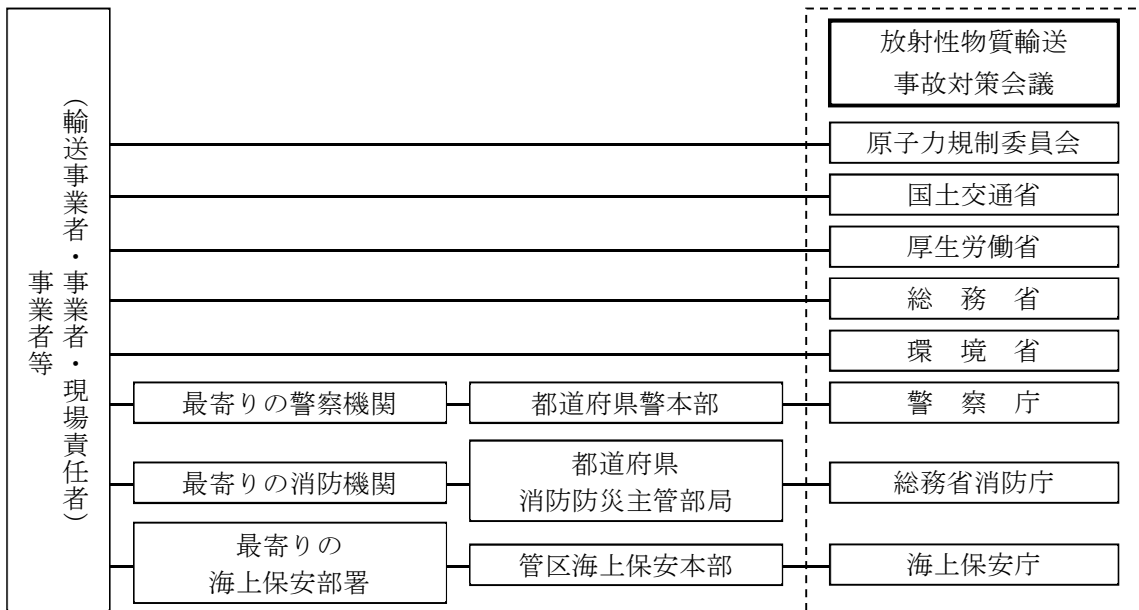 事業者等
（輸送事業者・事業者・現場責任者）
放射性物質輸送
事故対策会議
原子力規制委員会
国土交通省
厚生労働省
総　務　省
環　境　省
最寄りの警察機関
都道府県警本部
警　察　庁
最寄りの消防機関
都道府県
消防防災主管部局
総務省消防庁
最寄りの
海上保安部署
管区海上保安本部
海上保安庁